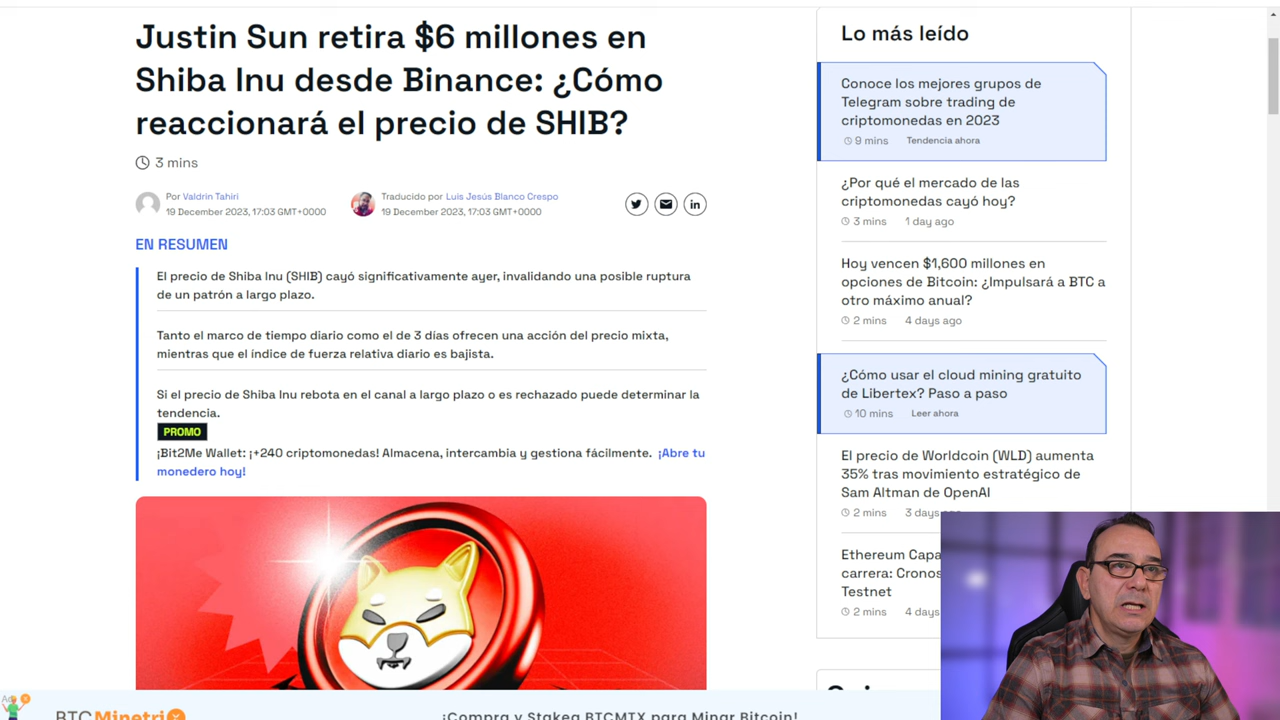 Justin Sun retira $6 millones en
Shiba Inu desde Binance: ¿Cómo
reaccionará el precio de SHIB?
3 mins
Por Valdrin Tahiri
19 December 2023, 17:03 GMT+0000
Traducido por Luis Jesús Blanco Crespo
19 December 2023, 17:03 GMT+0000
EN RESUMEN
El precio de Shiba Inu (SHIB) cayó significativamente ayer, invalidando una posible ruptura
de un patrón a largo plazo.
Tanto el marco de tiempo diario como el de 3 días ofrecen una acción del precio mixta,
mientras que el índice de fuerza relativa diario es bajista.
Si el precio de Shiba Inu rebota en el canal a largo plazo o es rechazado puede determinar la
tendencia.
PROMO
¡Bit2Me Wallet: ¡+240 criptomonedas! Almacena, intercambia y gestiona fácilmente. ¡Abre tu
monedero hoy!
Lo más leído
Conoce los mejores grupos de
Telegram sobre trading de
criptomonedas en 2023
9 mins Tendencia ahora
¿Por qué el mercado de las
criptomonedas cayó hoy?
3 mins 1 day ago
Hoy vencen $1,600 millones en
opciones de Bitcoin: ¿Impulsará a BTC a
otro máximo anual?
2 mins 4 days ago
¿Cómo usar el cloud mining gratuito
de Libertex? Paso a paso
10 mins Leer ahora
El precio de Worldcoin (WLD) aumenta
35% tras movimiento estratégico de
Sam Altman de OpenAI
2 mins 3 days ago
Ethereum Capa
carrera: Cronos
Testnet
2 mins 4 days
Ad
BTCMinetrix
¡Compra y Stakea BTCMTX para Minar Bitcoin!